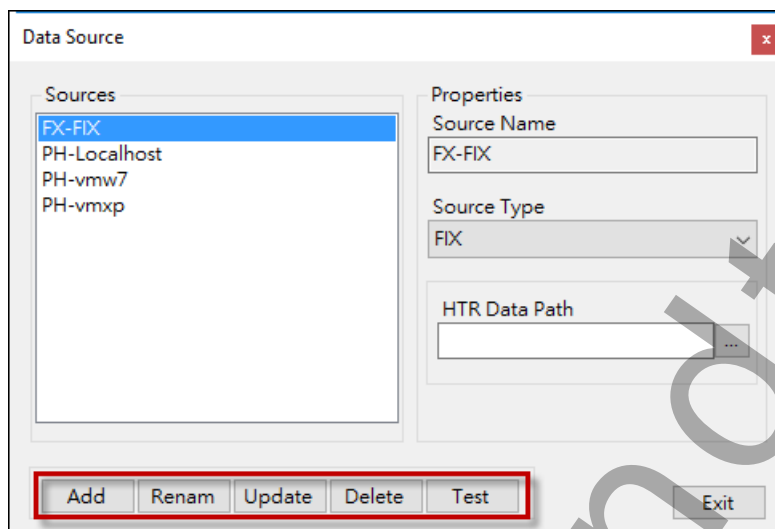 Data Source
x
Sources
FX-FIX
PH-Localhost
PH-vmw7
PH-vmxp
Properties
Source Name
FX-FIX
Source Type
FIX
HTR Data Path
...
Add Renam Update Delete Test
Exit